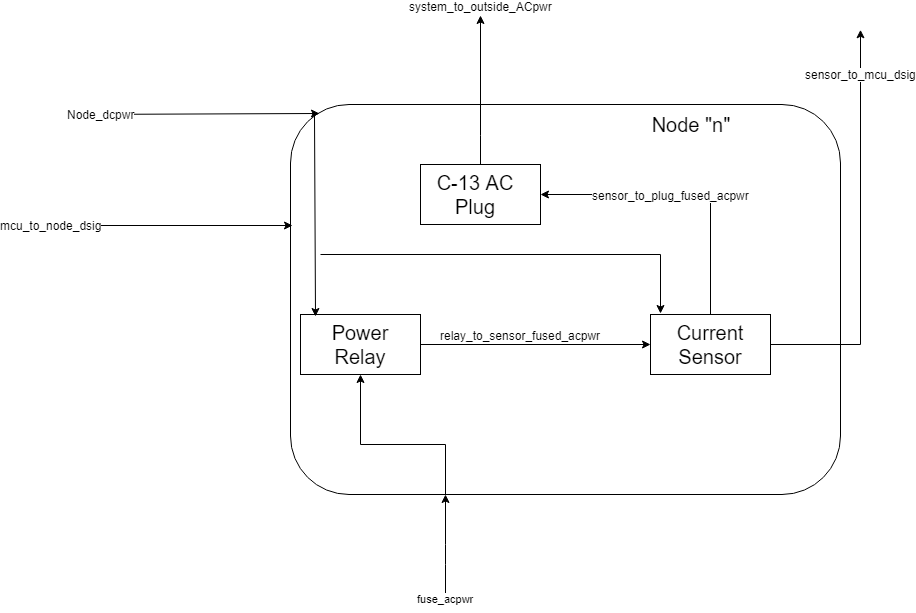 system_to_outside_ACpwr
sensor_to_mcu_dsig
Node_dcpwr
Node "n"
C-13 AC
Plug
sensor_to_plug_fused_acpwr
mcu_to_node_dsig
Power
Relay
relay_to_sensor_fused_acpwr
Current
Sensor
fuse_acpwr